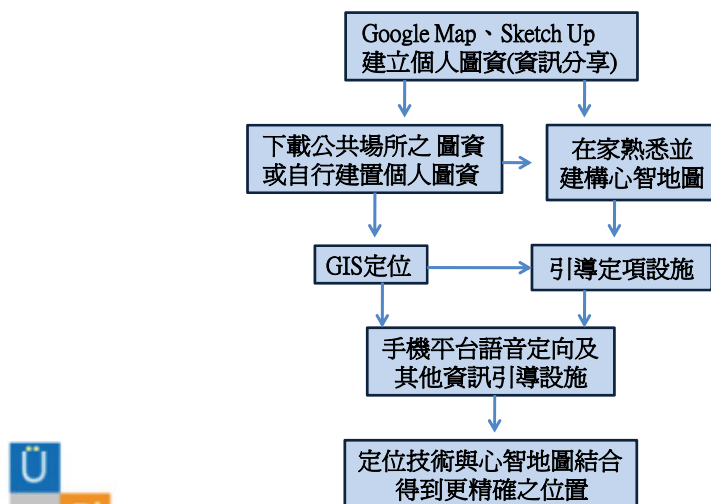 Google Map、Sketch Up
建立個人圖資(資訊分享)
下載公共場所之 圖資
或自行建置個人圖資
在家熟悉並
建構心智地圖
GIS定位
引導定項設施
手機平台語音定向及
其他資訊引導設施
定位技術與心智地圖結合
得到更精確之位置
Ü